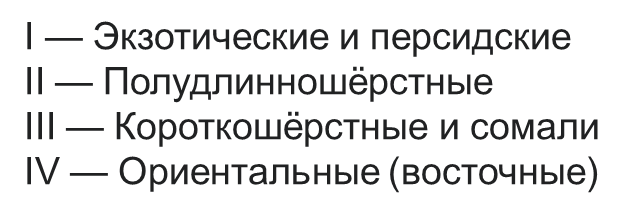 I — Экзотические и персидские
II — Полудлинношёрстные
III — Короткошёрстные и сомали
IV — Ориентальные (восточные)